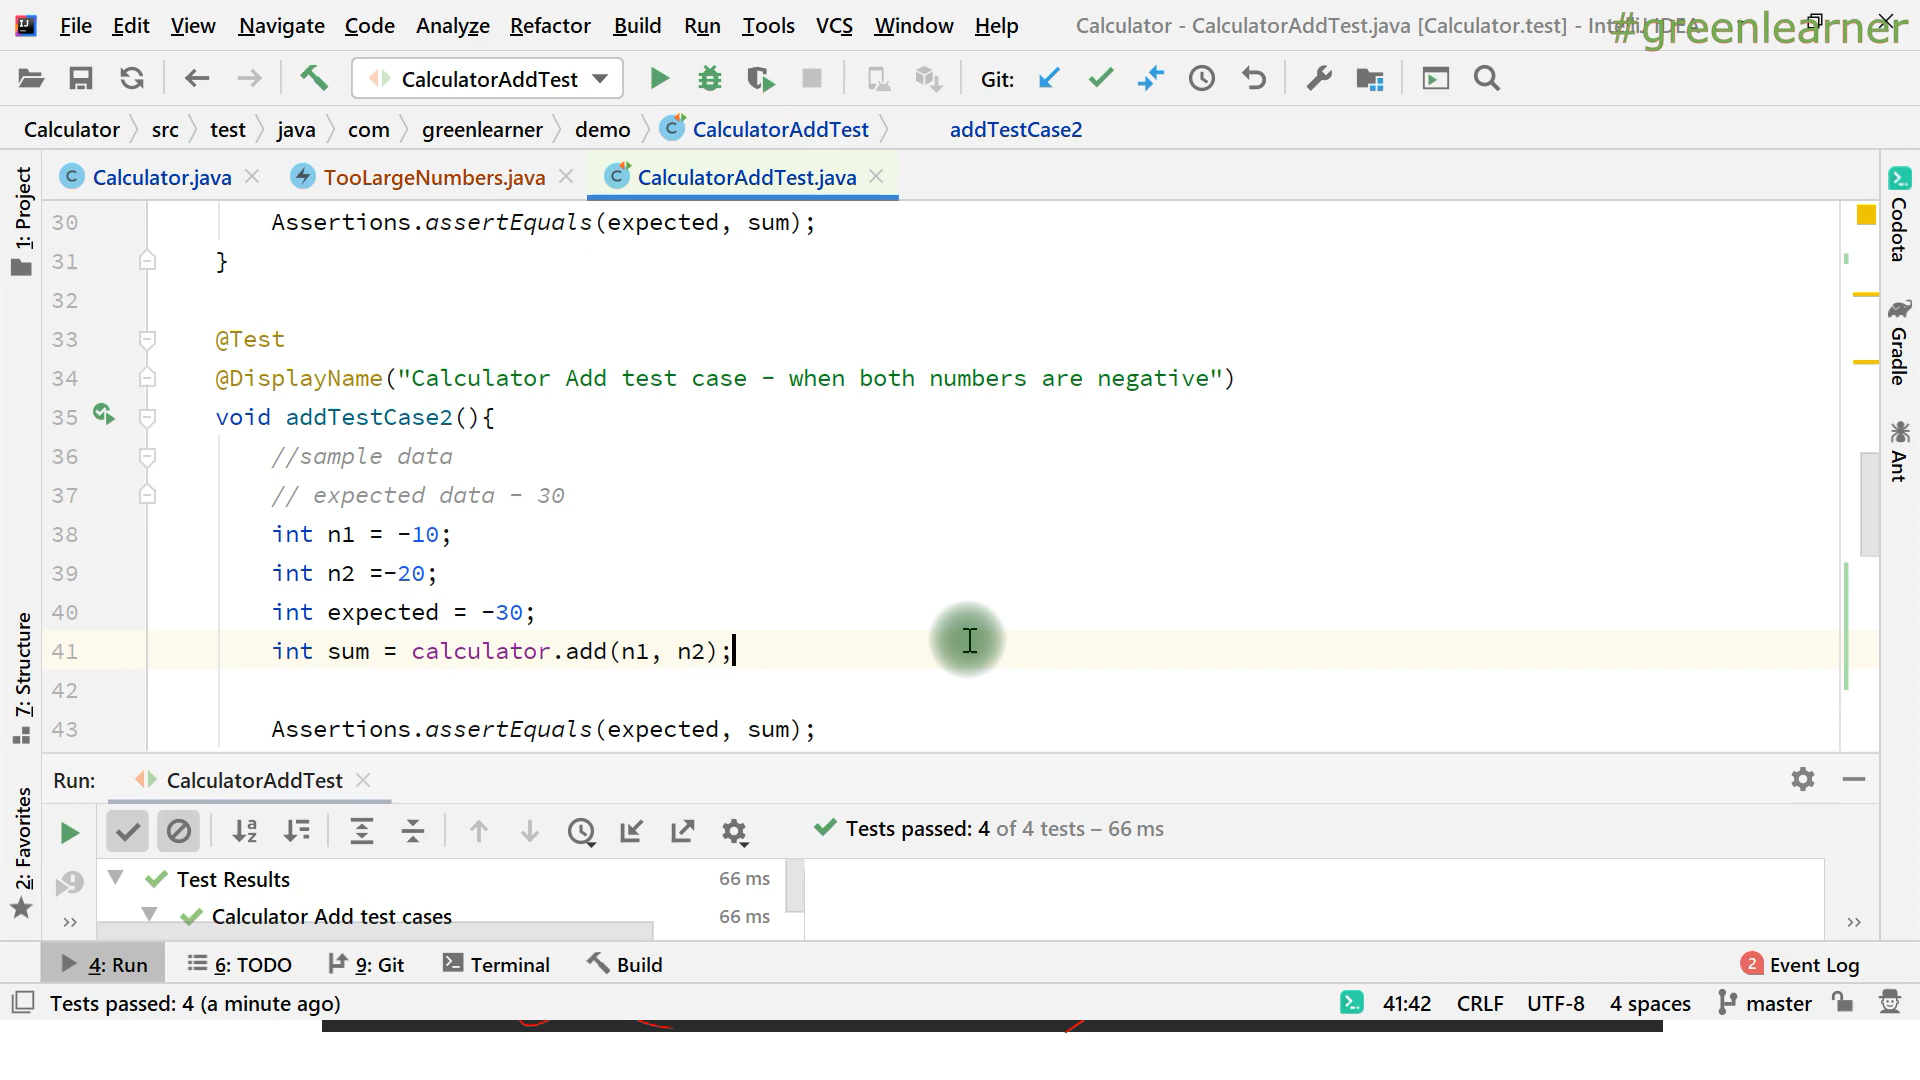 File Edit View Navigate Code Analyze Refactor Build Run Tools VCS Window Help Calculator - CalculatorAddTest.java [Calculator.test] - IntelliJ IDEA
#greenlearner
CalculatorAddTest Git:
Calculator src test java com greenlearner demo CalculatorAddTest addTestCase2
Calculator.java TooLargeNumbers.java CalculatorAddTest.java
1: Project
7: Structure
2: Favorites
30 Assertions.assertEquals(expected, sum);
31 }
32
33 @Test
34 @DisplayName("Calculator Add test case - when both numbers are negative")
35 void addTestCase2(){
36 //sample data
37 // expected data - 30
38 int n1 = -10;
39 int n2 =-20;
40 int expected = -30;
41 int sum = calculator.add(n1, n2);
42
43 Assertions.assertEquals(expected, sum);
Codota
Gradle
Ant
Run: CalculatorAddTest
Tests passed: 4 of 4 tests – 66 ms
Test Results 66 ms
Calculator Add test cases 66 ms
4: Run 6: TODO 9: Git Terminal Build 2 Event Log
Tests passed: 4 (a minute ago) 41:42 CRLF UTF-8 4 spaces master